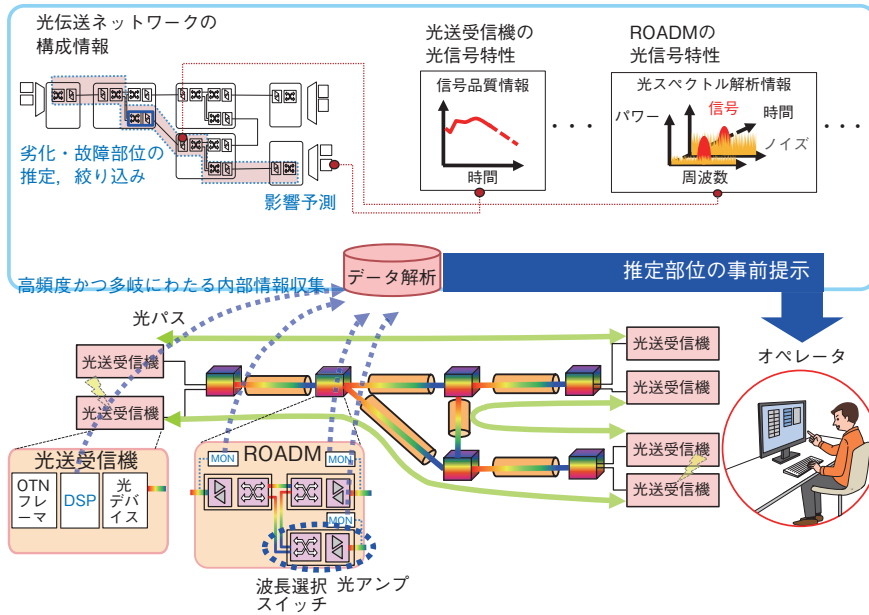 光伝送ネットワークの
構成情報
光送受信機の
光信号特性
ROADMの
光信号特性
信号品質情報
時間
・・・
光スペクトル解析情報
パワー
信号
時間
ノイズ
周波数
・・・
劣化・故障部位の
推定，絞り込み
影響予測
高頻度かつ多岐にわたる内部情報収集
データ解析
推定部位の事前提示
光パス
光送受信機
光送受信機
光送受信機
光送受信機
光送受信機
光送受信機
オペレータ
光送受信機
OTN
フレ
ーマ
DSP
光
デバ
イス
ROADM
MON
MON
MON
波長選択
スイッチ
光アンプ